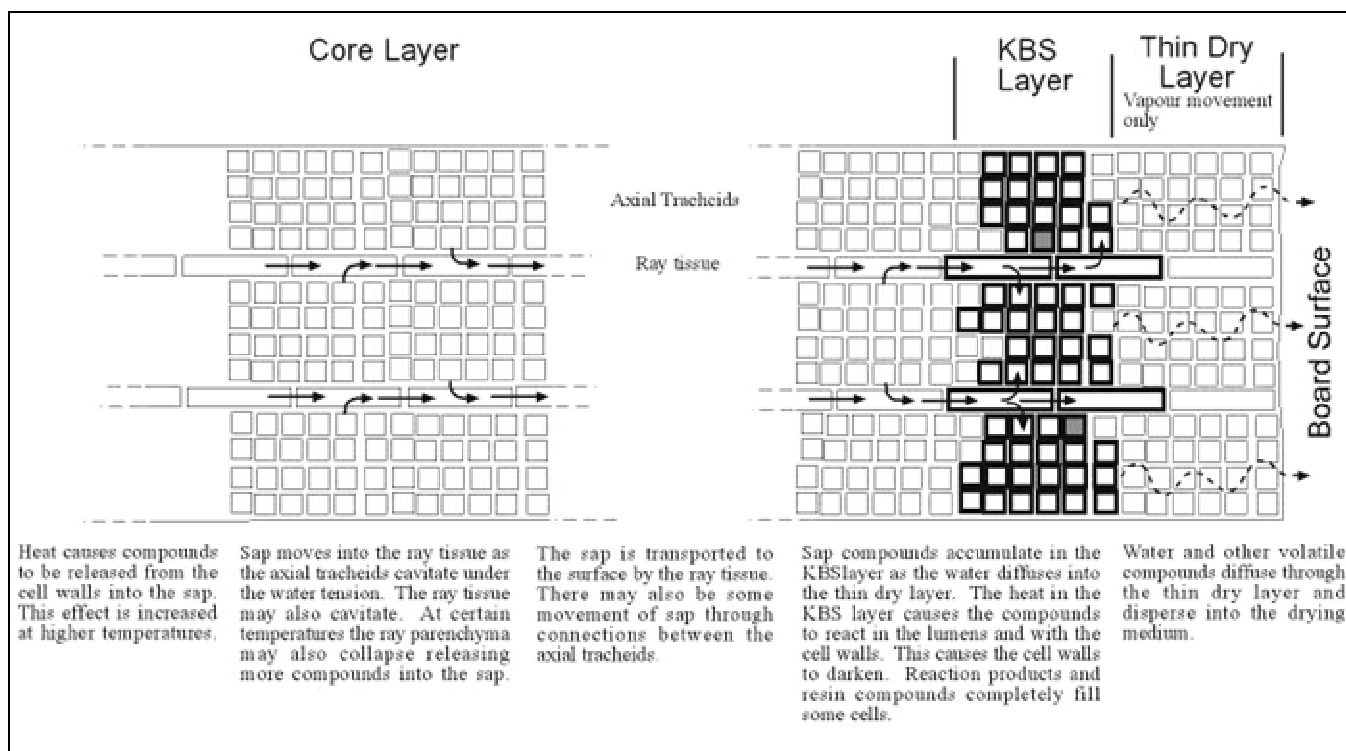 Core Layer
KBS
Layer
Thin Dry
Layer
Vapour movement
only
Axial Tracheids
Ray tissue
Board Surface
Heat causes compounds
to be released from the
cell walls into the sap.
This effect is increased
at higher temperatures.
Sap moves into the ray tissue as
the axial tracheids cavitate under
the water tension. The ray tissue
may also cavitate. At certain
temperatures the ray parenchyma
may also collapse releasing
more compounds into the sap.
The sap is transported to
the surface by the ray tissue.
There may also be some
movement of sap through
connections between the
axial tracheids.
Sap compounds accumulate in the
KBSlayer as the water diffuses into
the thin dry layer. The heat in the
KBS layer causes the compounds
to react in the lumens and with the
cell walls. This causes the cell walls
to darken. Reaction products and
resin compounds completely fill
some cells.
Water and other volatile
compounds diffuse through
the thin dry layer and
disperse into the drying
medium.